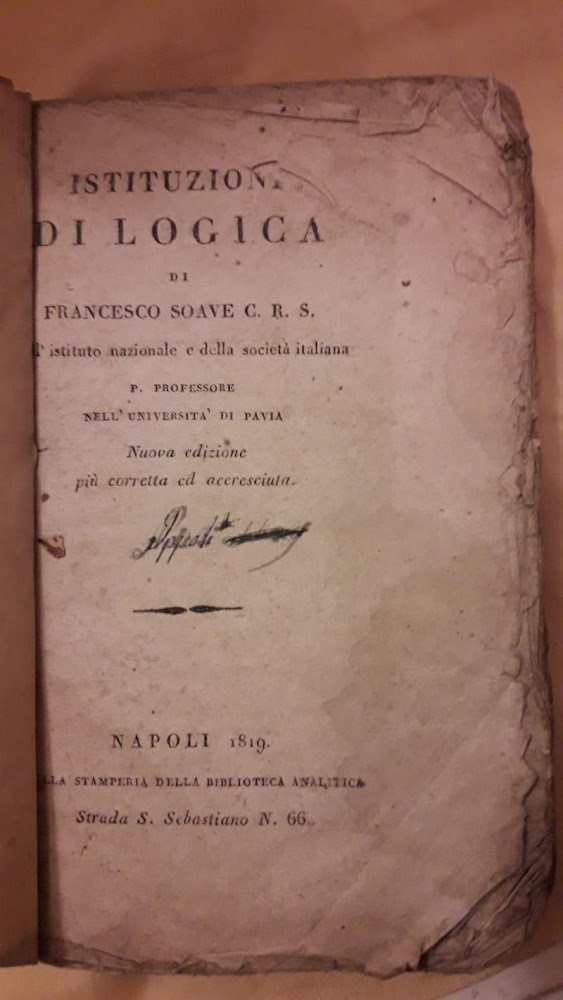 ISTITUZIONI
DI LOGICA
DI
FRANCESCO SOAVE C. R. S.
l' istituto nazionale e della società italiana
P. PROFESSORE
NELL' UNIVERSITA' DI PAVIA
Nuova edizione
più corretta ed accresciuta.
NAPOLI 1819.
LLA STAMPERIA DELLA BIBLIOTECA ANALITICA
Strada S. Sebastiano N. 66.